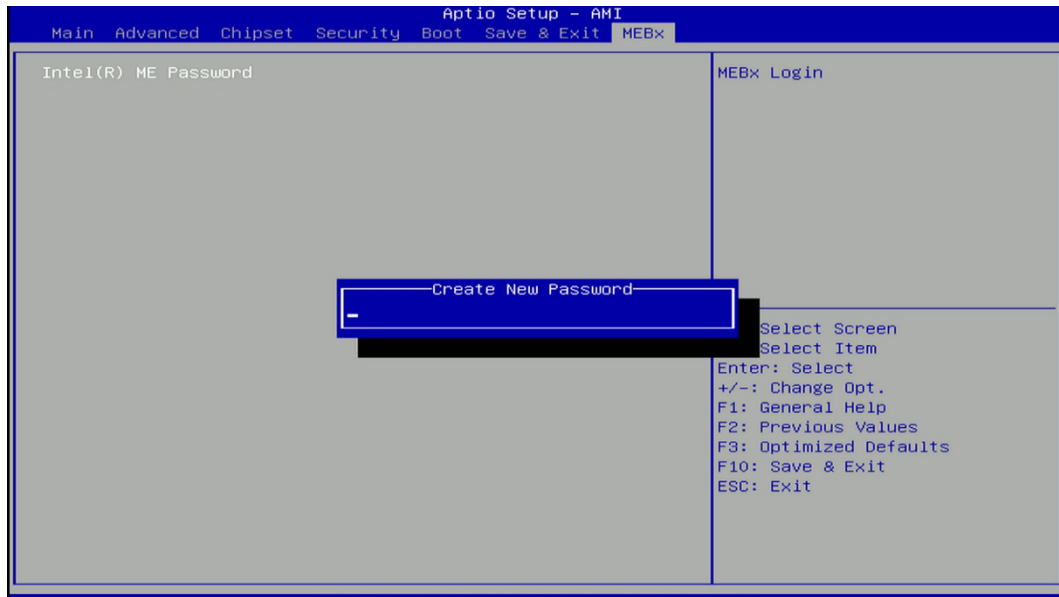 Aptio Setup – AMI
Main Advanced Chipset Security Boot Save & Exit MEBx
Intel(R) ME Password
MEBx Login
Create New Password
Select Screen
Select Item
Enter: Select
+/-: Change Opt.
F1: General Help
F2: Previous Values
F3: Optimized Defaults
F10: Save & Exit
ESC: Exit